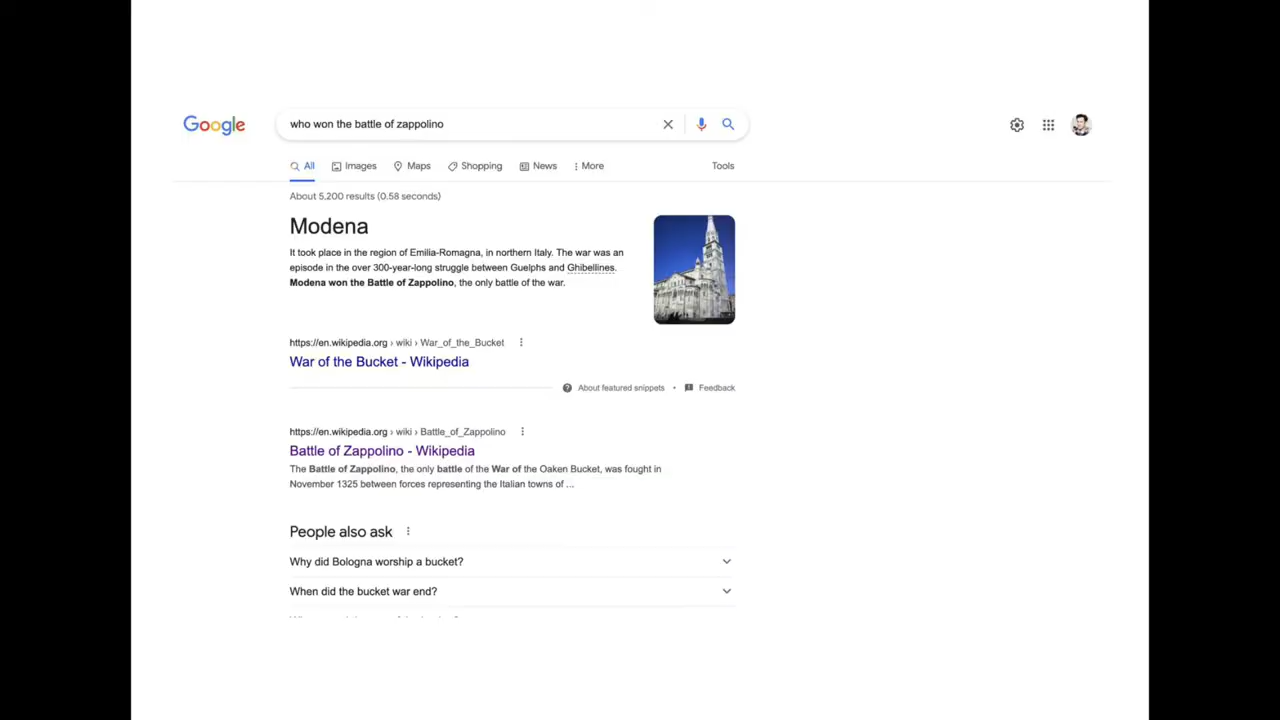 Google
who won the battle of zappolino
All Images Maps Shopping News More Tools
About 5,200 results (0.58 seconds)
Modena
It took place in the region of Emilia-Romagna, in northern Italy. The war was an
episode in the over 300-year-long struggle between Guelphs and Ghibellines.
Modena won the Battle of Zappolino, the only battle of the war.
https://en.wikipedia.org › wiki › War_of_the_Bucket
War of the Bucket - Wikipedia
About featured snippets • Feedback
https://en.wikipedia.org › wiki › Battle_of_Zappolino
Battle of Zappolino - Wikipedia
The Battle of Zappolino, the only battle of the War of the Oaken Bucket, was fought in
November 1325 between forces representing the Italian towns of ...
People also ask
Why did Bologna worship a bucket?
When did the bucket war end?